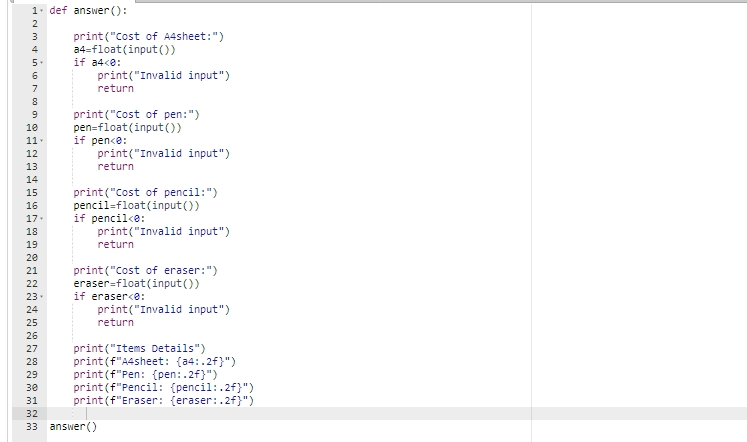 1 def answer():
2
3     print("Cost of A4sheet:")
4     a4=float(input())
5     if a4<0:
6         print("Invalid input")
7         return
8
9     print("Cost of pen:")
10     pen=float(input())
11     if pen<0:
12         print("Invalid input")
13         return
14
15     print("Cost of pencil:")
16     pencil=float(input())
17     if pencil<0:
18         print("Invalid input")
19         return
20
21     print("Cost of eraser:")
22     eraser=float(input())
23     if eraser<0:
24         print("Invalid input")
25         return
26
27     print("Items Details")
28     print(f"A4sheet: {a4:.2f}")
29     print(f"Pen: {pen:.2f}")
30     print(f"Pencil: {pencil:.2f}")
31     print(f"Eraser: {eraser:.2f}")
32
33 answer()